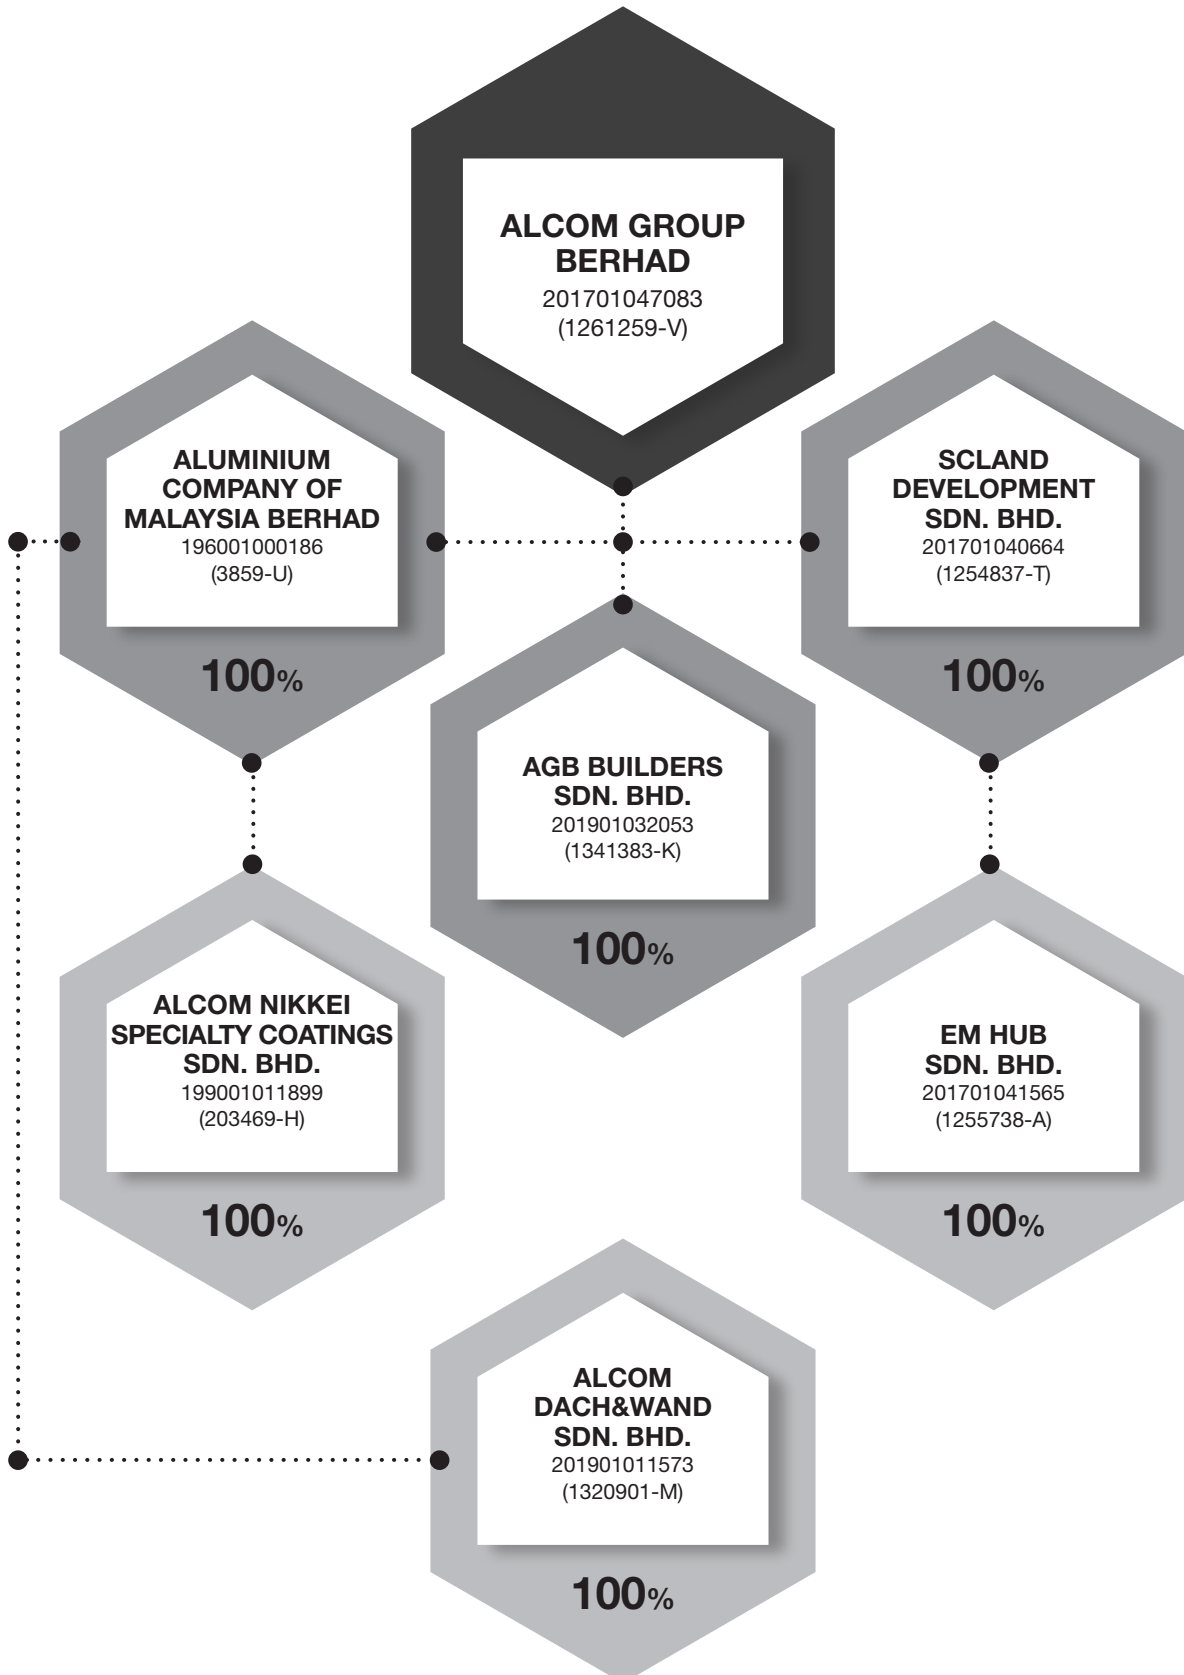 ALCOM GROUP
BERHAD
201701047083
(1261259-V)
ALUMINIUM
COMPANY OF
MALAYSIA BERHAD
196001000186
(3859-U)
100%
SCLAND
DEVELOPMENT
SDN. BHD.
201701040664
(1254837-T)
100%
AGB BUILDERS
SDN. BHD.
201901032053
(1341383-K)
100%
ALCOM NIKKEI
SPECIALTY COATINGS
SDN. BHD.
199001011899
(203469-H)
100%
EM HUB
SDN. BHD.
201701041565
(1255738-A)
100%
ALCOM
DACH&WAND
SDN. BHD.
201901011573
(1320901-M)
100%